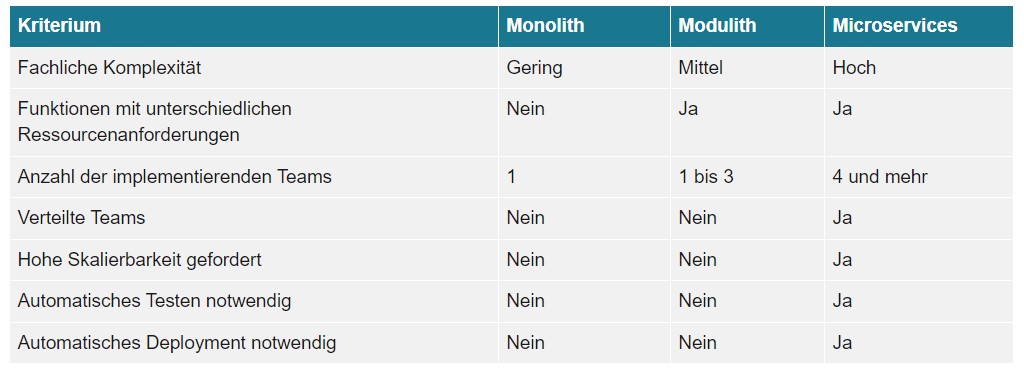 Kriterium Monolith Modulith Microservices
Fachliche Komplexität Gering Mittel Hoch
Funktionen mit unterschiedlichen Nein Ja Ja
Ressourcenanforderungen
Anzahl der implementierenden Teams 1 1 bis 3 4 und mehr
Verteilte Teams Nein Nein Ja
Hohe Skalierbarkeit gefordert Nein Nein Ja
Automatisches Testen notwendig Nein Nein Ja
Automatisches Deployment notwendig Nein Nein Ja